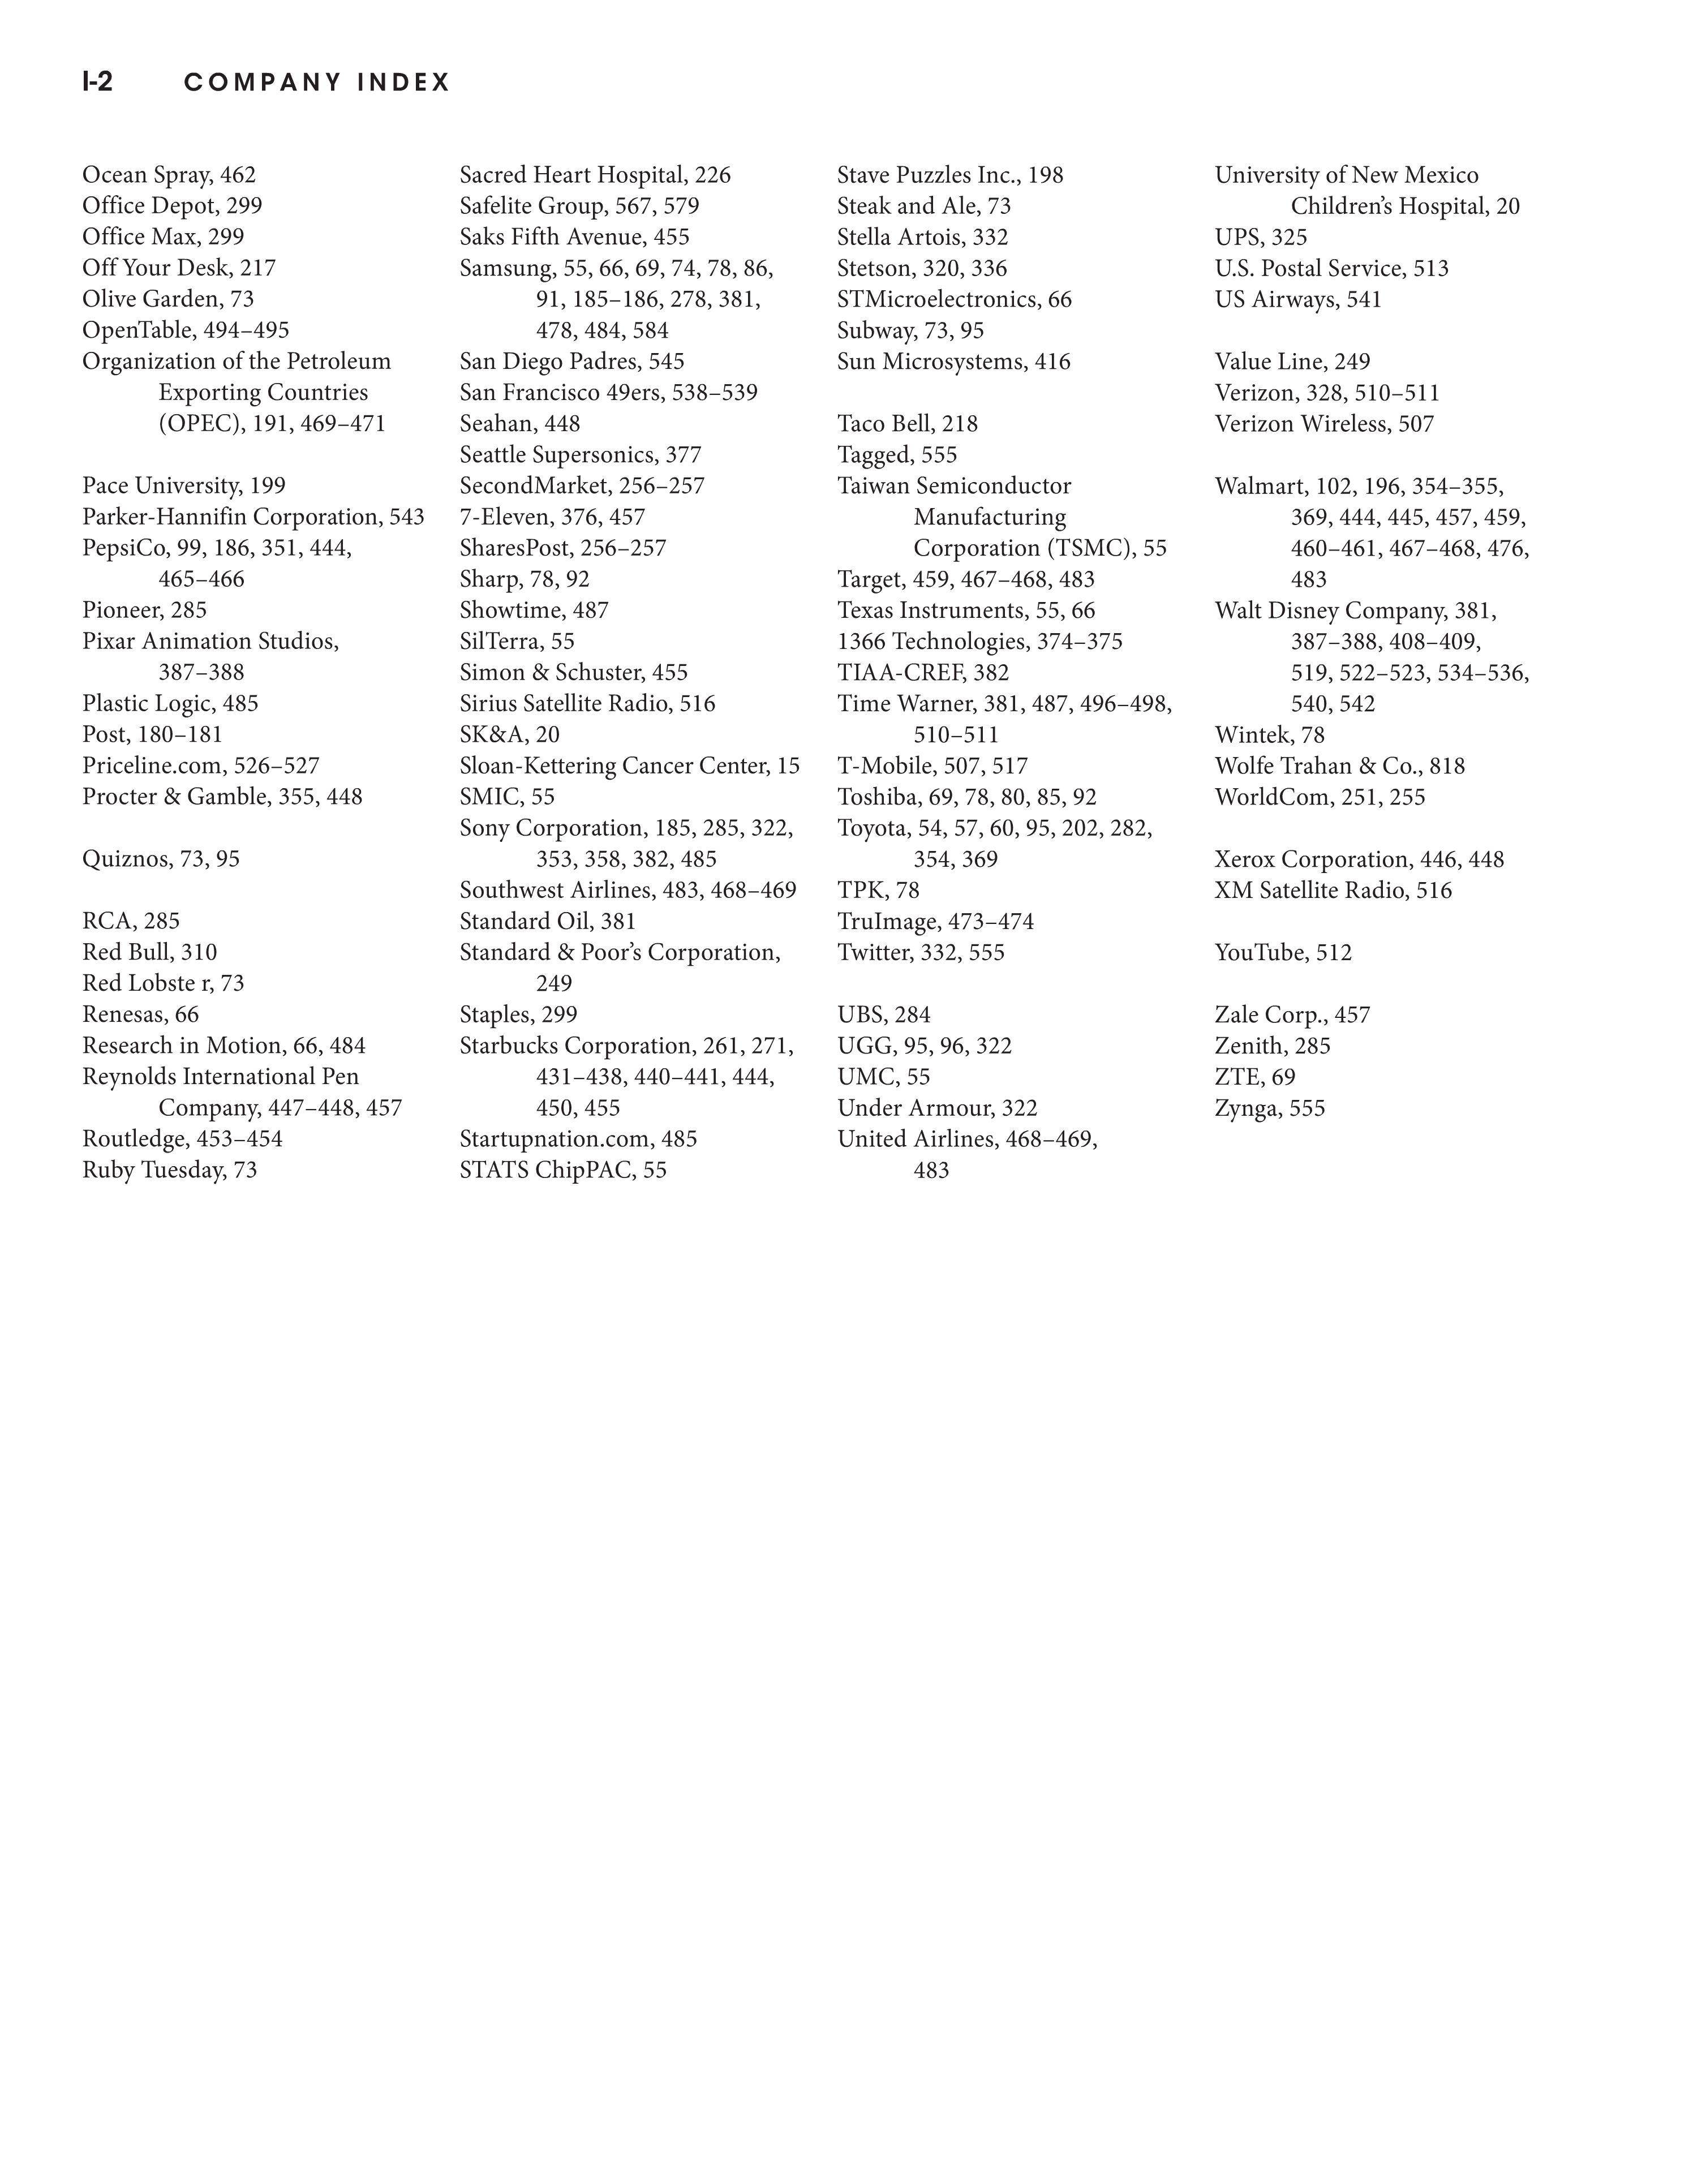 I-2 COMPANY INDEX
Ocean Spray, 462
Office Depot, 299
Office Max, 299
Off Your Desk, 217
Olive Garden, 73
OpenTable, 494–495
Organization of the Petroleum
Exporting Countries
(OPEC), 191, 469–471
Pace University, 199
Parker-Hannifin Corporation, 543
PepsiCo, 99, 186, 351, 444,
465–466
Pioneer, 285
Pixar Animation Studios,
387–388
Plastic Logic, 485
Post, 180–181
Priceline.com, 526–527
Procter & Gamble, 355, 448
Quiznos, 73, 95
RCA, 285
Red Bull, 310
Red Lobste r, 73
Renesas, 66
Research in Motion, 66, 484
Reynolds International Pen
Company, 447–448, 457
Routledge, 453–454
Ruby Tuesday, 73
Sacred Heart Hospital, 226
Safelite Group, 567, 579
Saks Fifth Avenue, 455
Samsung, 55, 66, 69, 74, 78, 86,
91, 185–186, 278, 381,
478, 484, 584
San Diego Padres, 545
San Francisco 49ers, 538–539
Seahan, 448
Seattle Supersonics, 377
SecondMarket, 256–257
7-Eleven, 376, 457
SharesPost, 256–257
Sharp, 78, 92
Showtime, 487
SilTerra, 55
Simon & Schuster, 455
Sirius Satellite Radio, 516
SK&A, 20
Sloan-Kettering Cancer Center, 15
SMIC, 55
Sony Corporation, 185, 285, 322,
353, 358, 382, 485
Southwest Airlines, 483, 468–469
Standard Oil, 381
Standard & Poor’s Corporation,
249
Staples, 299
Starbucks Corporation, 261, 271,
431–438, 440–441, 444,
450, 455
Startupnation.com, 485
STATS ChipPAC, 55
Stave Puzzles Inc., 198
Steak and Ale, 73
Stella Artois, 332
Stetson, 320, 336
STMicroelectronics, 66
Subway, 73, 95
Sun Microsystems, 416
Taco Bell, 218
Tagged, 555
Taiwan Semiconductor
Manufacturing
Corporation (TSMC), 55
Target, 459, 467–468, 483
Texas Instruments, 55, 66
1366 Technologies, 374–375
TIAA-CREF, 382
Time Warner, 381, 487, 496–498,
510–511
T-Mobile, 507, 517
Toshiba, 69, 78, 80, 85, 92
Toyota, 54, 57, 60, 95, 202, 282,
354, 369
TPK, 78
TruImage, 473–474
Twitter, 332, 555
UBS, 284
UGG, 95, 96, 322
UMC, 55
Under Armour, 322
United Airlines, 468–469,
483
University of New Mexico
Children’s Hospital, 20
UPS, 325
U.S. Postal Service, 513
US Airways, 541
Value Line, 249
Verizon, 328, 510–511
Verizon Wireless, 507
Walmart, 102, 196, 354–355,
369, 444, 445, 457, 459,
460–461, 467–468, 476,
483
Walt Disney Company, 381,
387–388, 408–409,
519, 522–523, 534–536,
540, 542
Wintek, 78
Wolfe Trahan & Co., 818
WorldCom, 251, 255
Xerox Corporation, 446, 448
XM Satellite Radio, 516
YouTube, 512
Zale Corp., 457
Zenith, 285
ZTE, 69
Zynga, 555